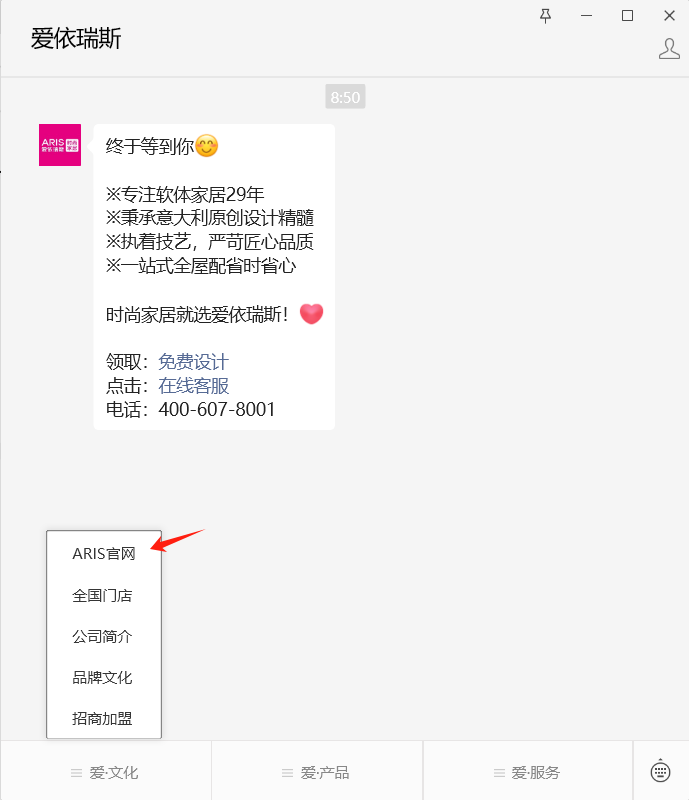 爱依瑞斯
8:50
ARIS
终于等到你
※专注软体家居29年
※秉承意大利原创设计精髓
※执着技艺，严苛匠心品质
※一站式全屋配省时省心
时尚家居就选爱依瑞斯！
领取：免费设计
点击：在线客服
电话：400-607-8001
ARIS官网
全国门店
公司简介
品牌文化
招商加盟
爱·文化
爱·产品
爱·服务